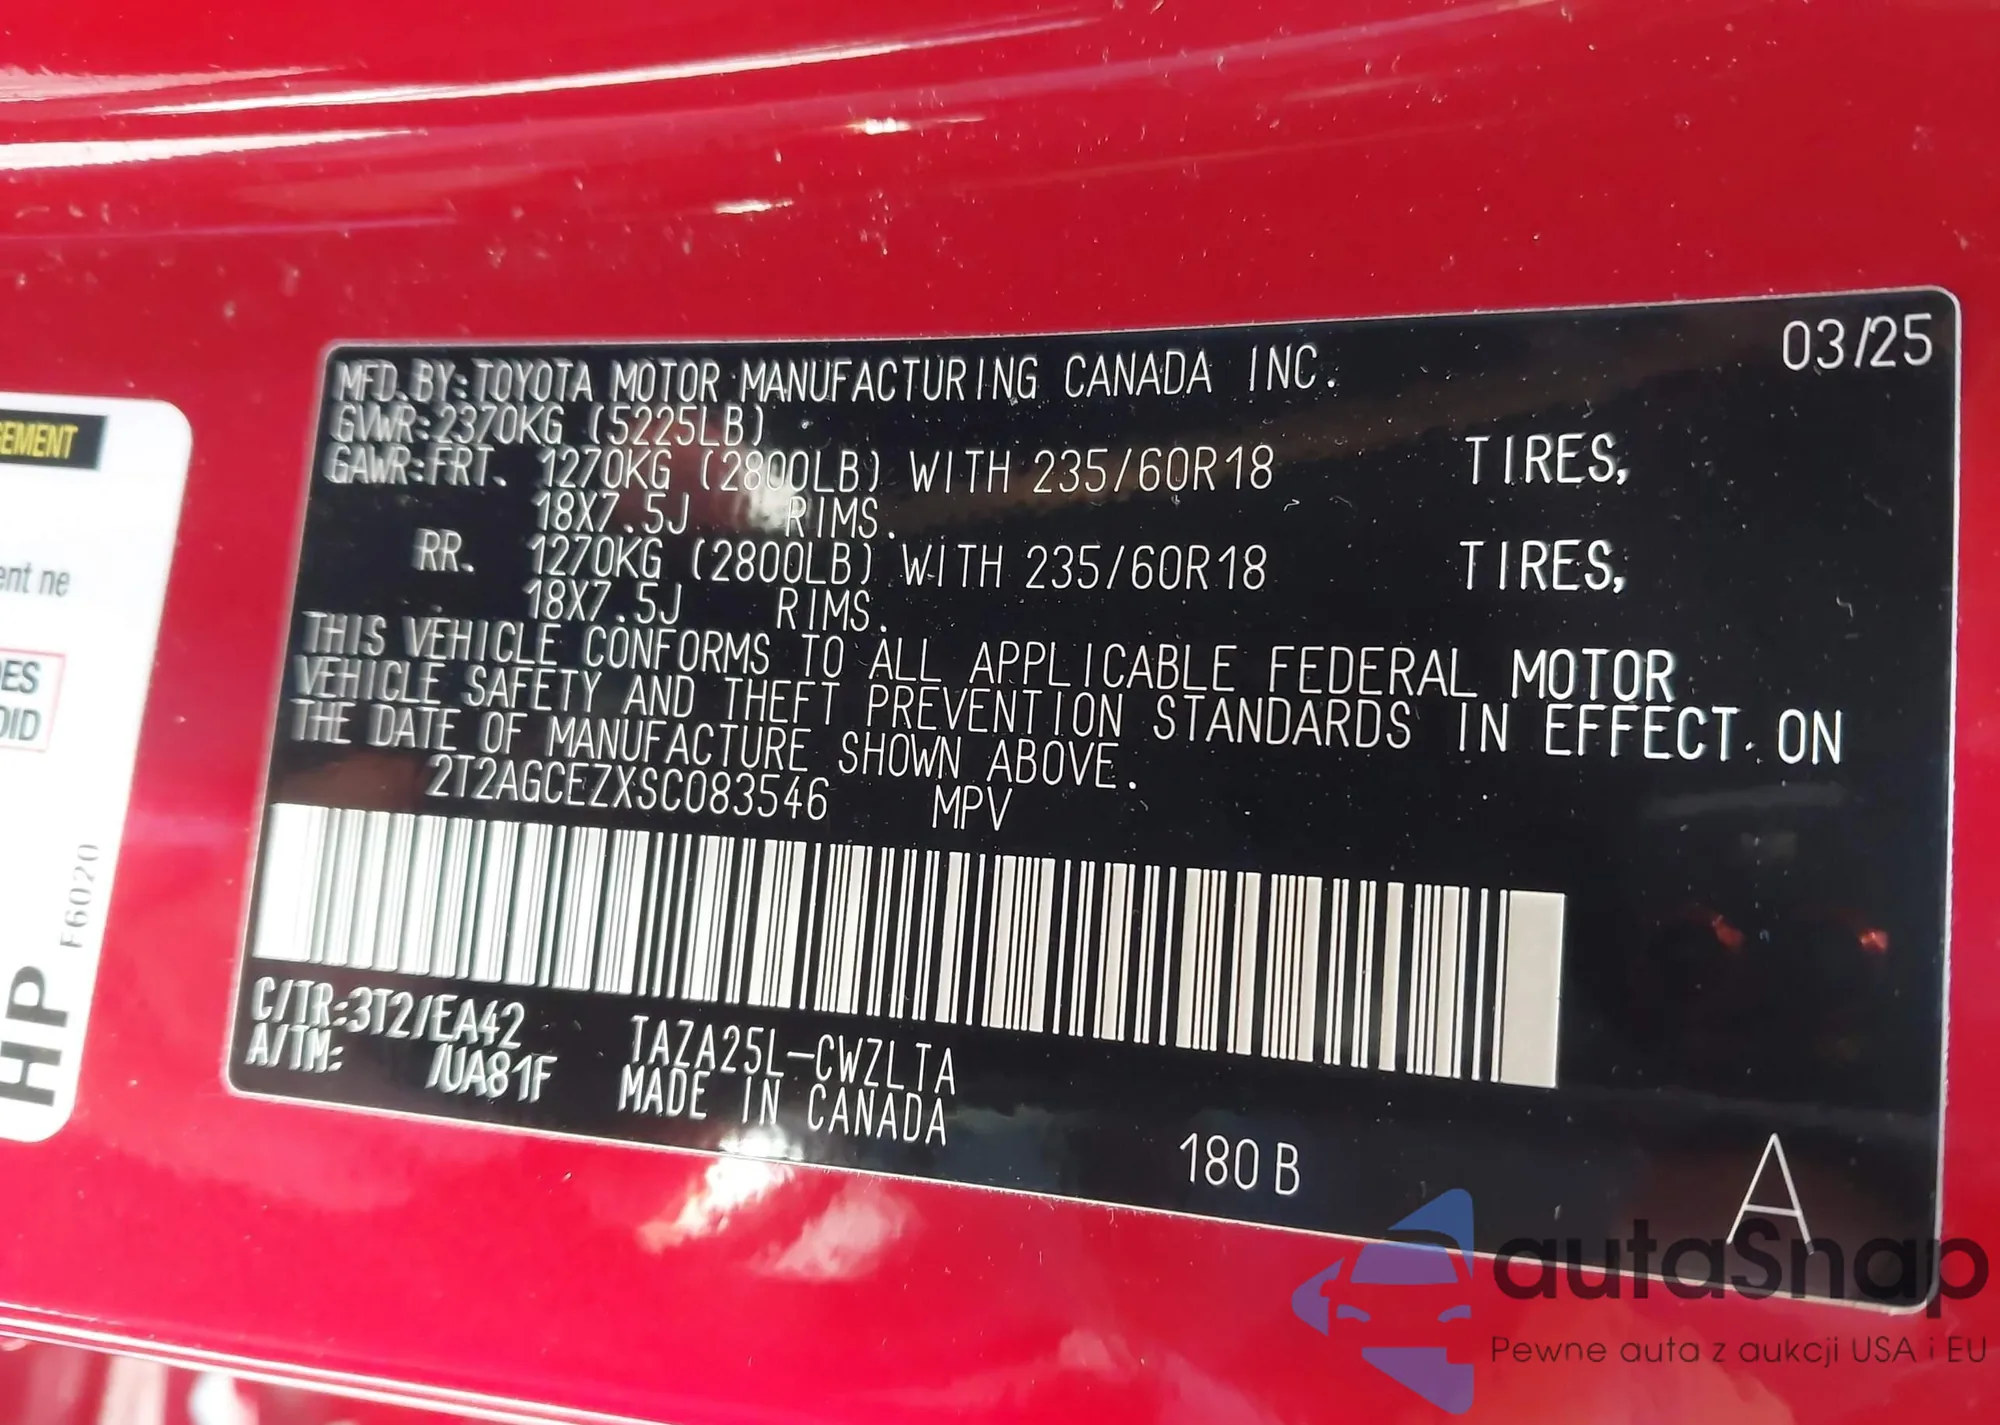 03/25
MFD.BY:TOYOTA MOTOR MANUFACTURING CANADA INC.
GVWR:2370KG (5225LB)
GAWR:FRT. 1270KG (2800LB) WITH 235/60R18 TIRES,
18X7.5J RIMS.
RR. 1270KG (2800LB) WITH 235/60R18 TIRES,
18X7.5J RIMS.
THIS VEHICLE CONFORMS TO ALL APPLICABLE FEDERAL MOTOR
VEHICLE SAFETY AND THEFT PREVENTION STANDARDS IN EFFECT ON
THE DATE OF MANUFACTURE SHOWN ABOVE.
2T2AGCEZXSC083546 MPV
C/TR:3T2/EA42 TAZA25L-CWZLTA
A/TM: /UA81F MADE IN CANADA
180 B
A
ent ne
DES
OID
F6020
HP
autaSnap
Pewne auta z aukcji USA i EU